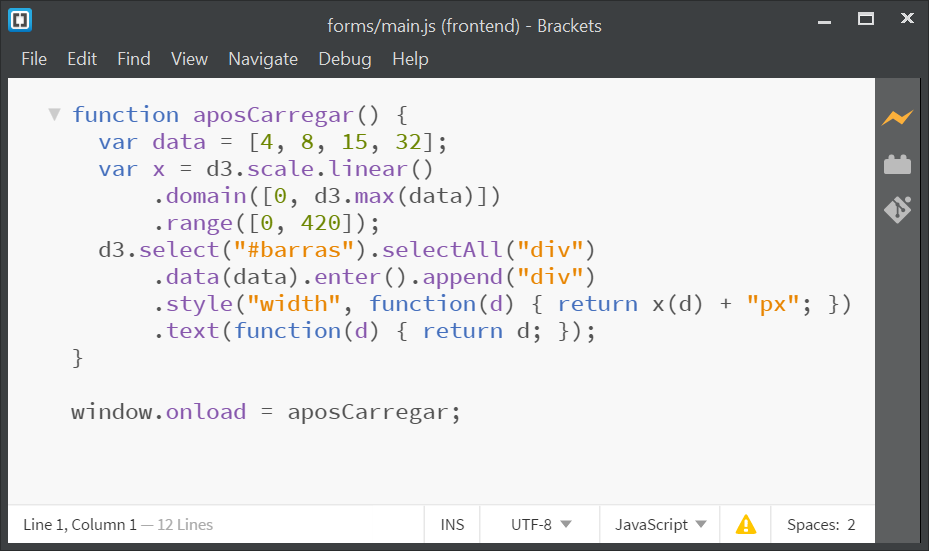 forms/main.js (frontend) - Brackets
File Edit Find View Navigate Debug Help
function aposCarregar() {
  var data = [4, 8, 15, 32];
  var x = d3.scale.linear()
      .domain([0, d3.max(data)])
      .range([0, 420]);
  d3.select("#barras").selectAll("div")
      .data(data).enter().append("div")
      .style("width", function(d) { return x(d) + "px"; })
      .text(function(d) { return d; });
}
window.onload = aposCarregar;
Line 1, Column 1 — 12 Lines INS UTF-8 JavaScript Spaces: 2